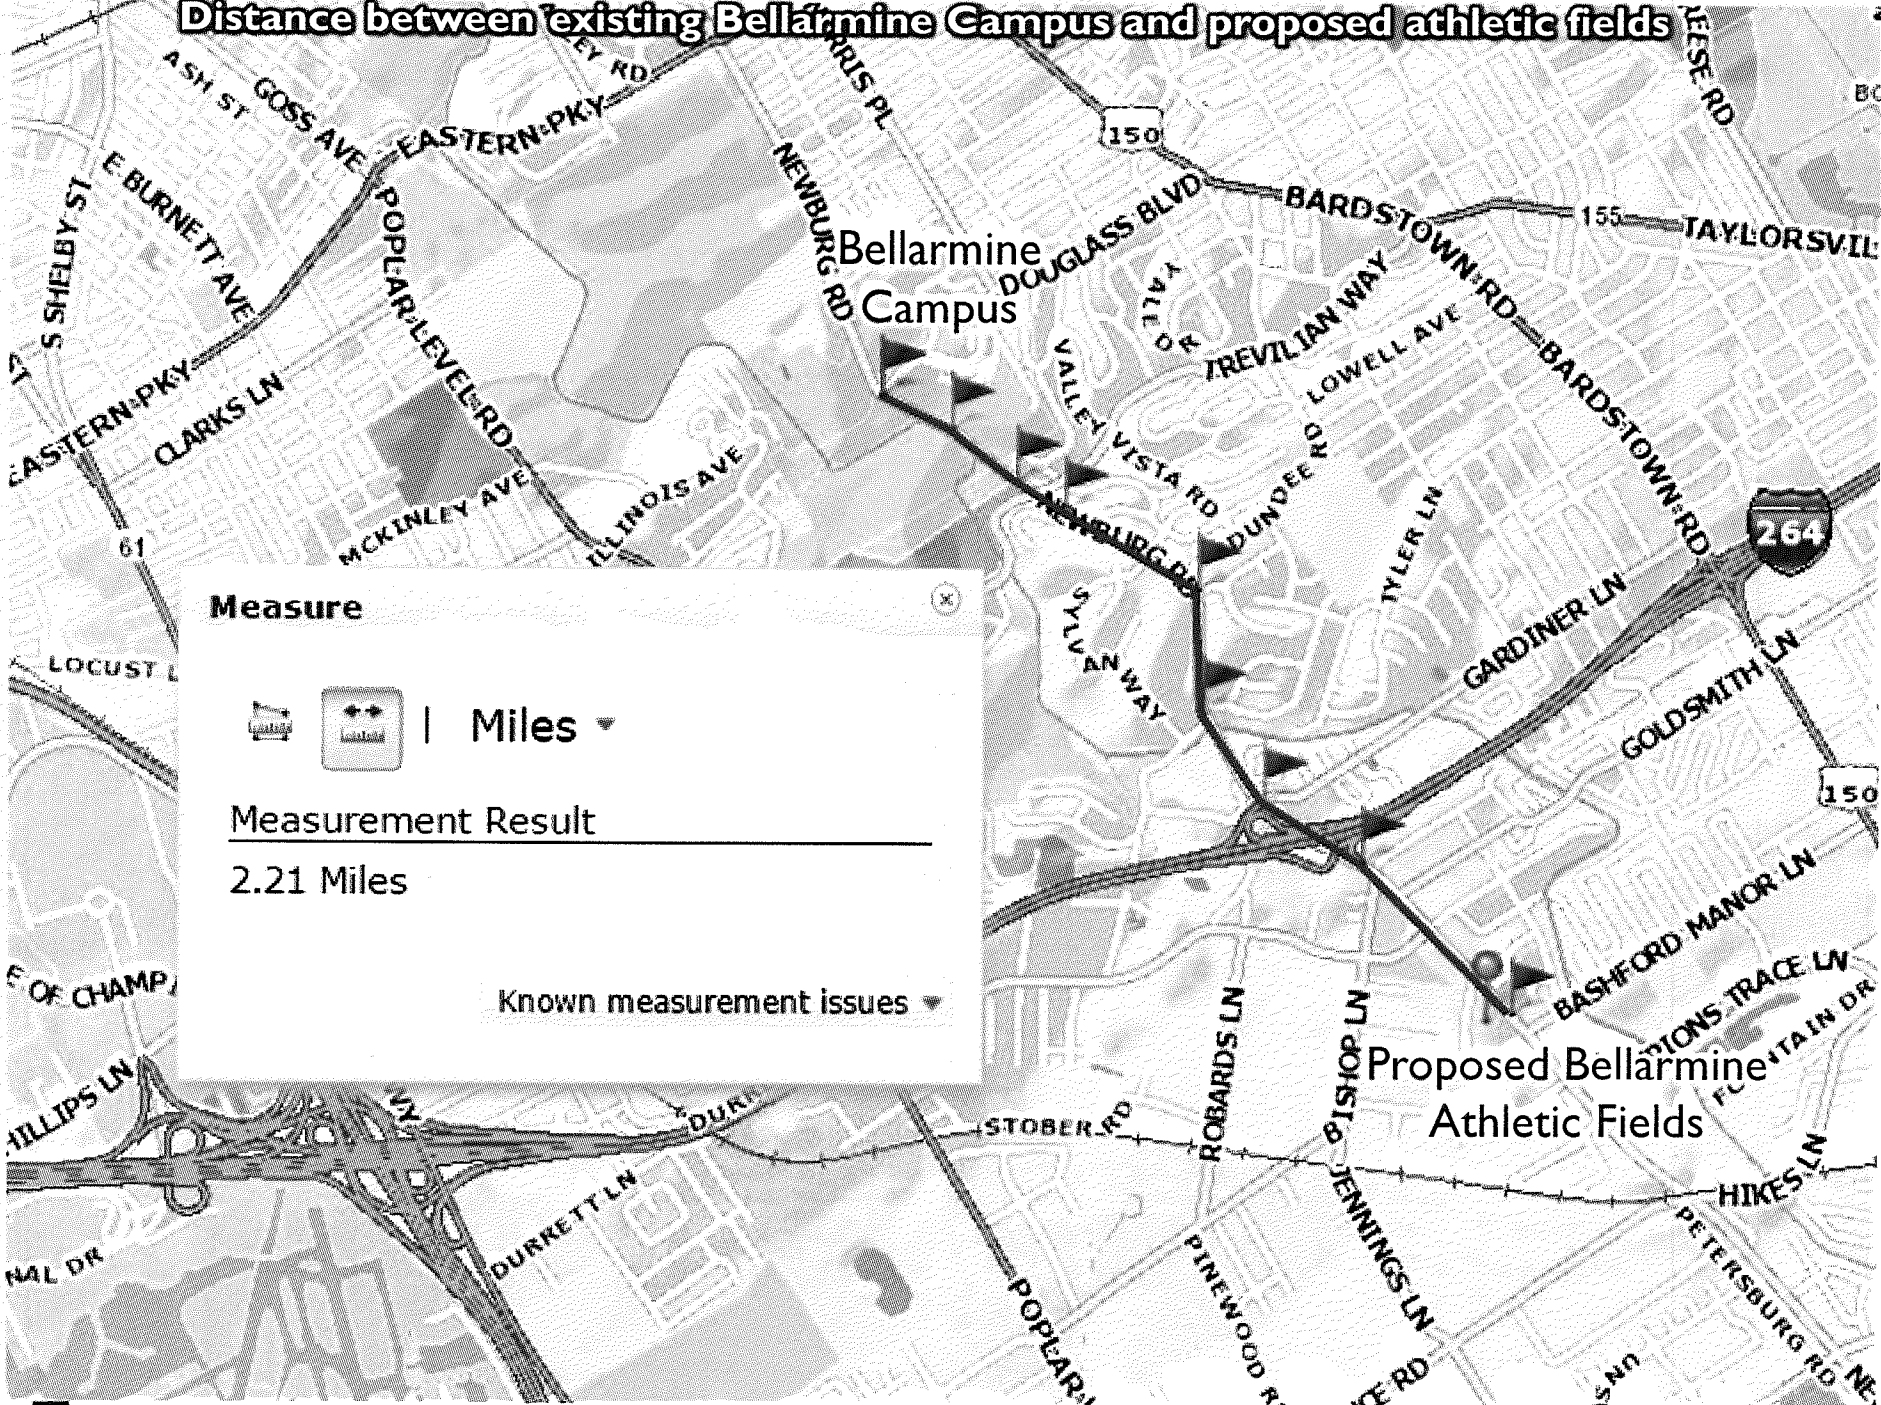 Distance between existing Bellarmine Campus and proposed athletic fields
ASH ST
GOSS AVE
EASTERN PKY
RD
NEWBURG RD
150
BARDSTOWN RD
155
E BURNETT AVE
S SHELBY ST
POPLAR LEVEL RD
Bellarmine
Campus
DOUGLASS BLVD
YALE DR
TREVILIAN WAY
LOWELL AVE
BARDSTOWN RD
EASTERN PKY
CLARKS LN
VALLEY VISTA RD
DUNDEE RD
TYLER LN
264
61
MCKINLEY AVE
ILLINOIS AVE
NEWBURG RD
SYLVAN WAY
GARDINER LN
GOLDSMITH LN
150
LOCUST
Measure
Miles
Measurement Result
2.21 Miles
Known measurement issues
BASHFORD MANOR LN
TRACE LN
ROBARDS LN
BISHOP LN
Proposed Bellarmine
Athletic Fields
STOBER RD
DURRETT LN
JENNINGS LN
HIKES LN
PETERSBURG RD
PINEWOOD
POPLAR